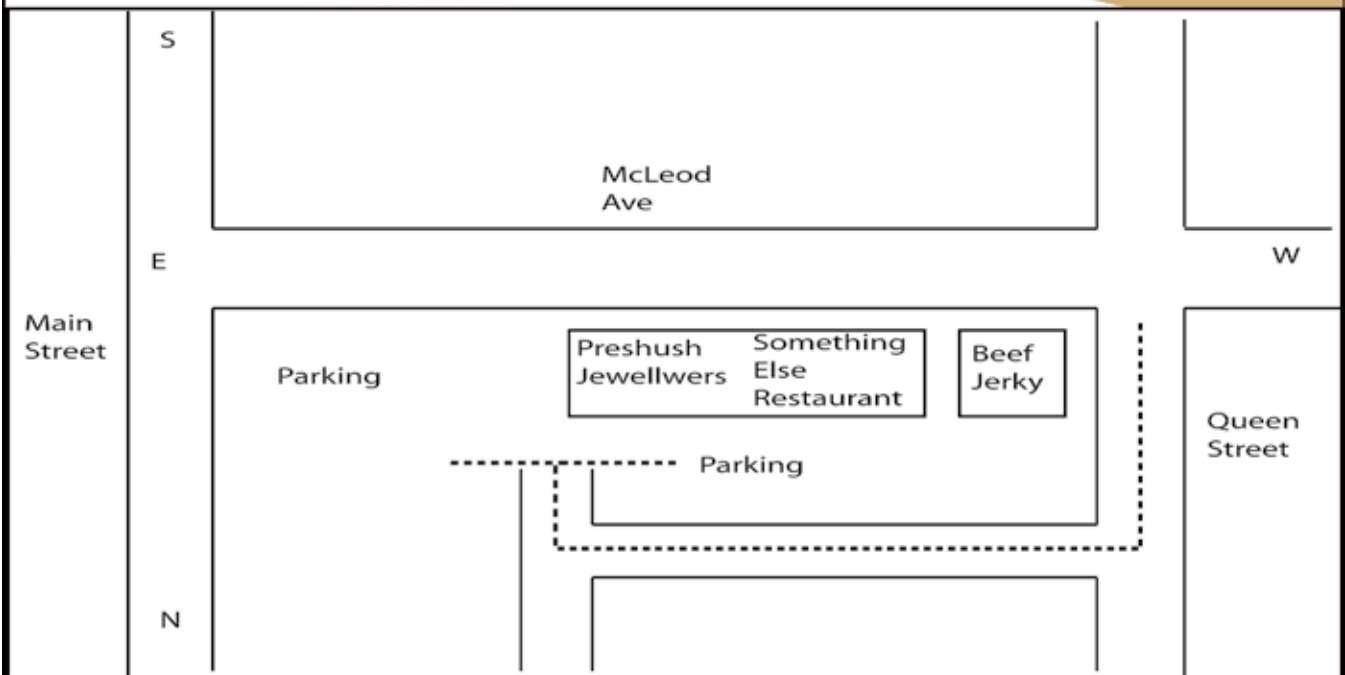 S
McLeod
Ave
E
W
Main
Street
Parking
Preshush
Jewellwers
Something
Else
Restaurant
Beef
Jerky
Queen
Street
Parking
N